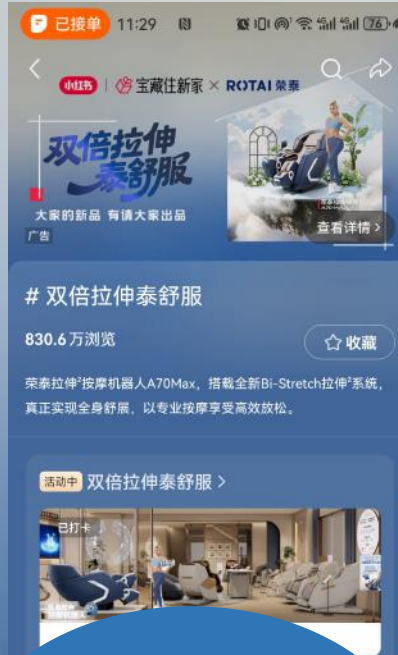 已接单 11:29 76
小红书 | 宝藏住新家 × ROTAI 荣泰
双倍拉伸
泰舒服
大家的新品 有请大家出品
广告
查看详情 >
# 双倍拉伸泰舒服
830.6万浏览
☆ 收藏
荣泰拉伸²按摩机器人A70Max，搭载全新Bi-Stretch拉伸²系统，
真正实现全身舒展，以专业按摩享受高效放松。
活动中 双倍拉伸泰舒服 >
已打卡